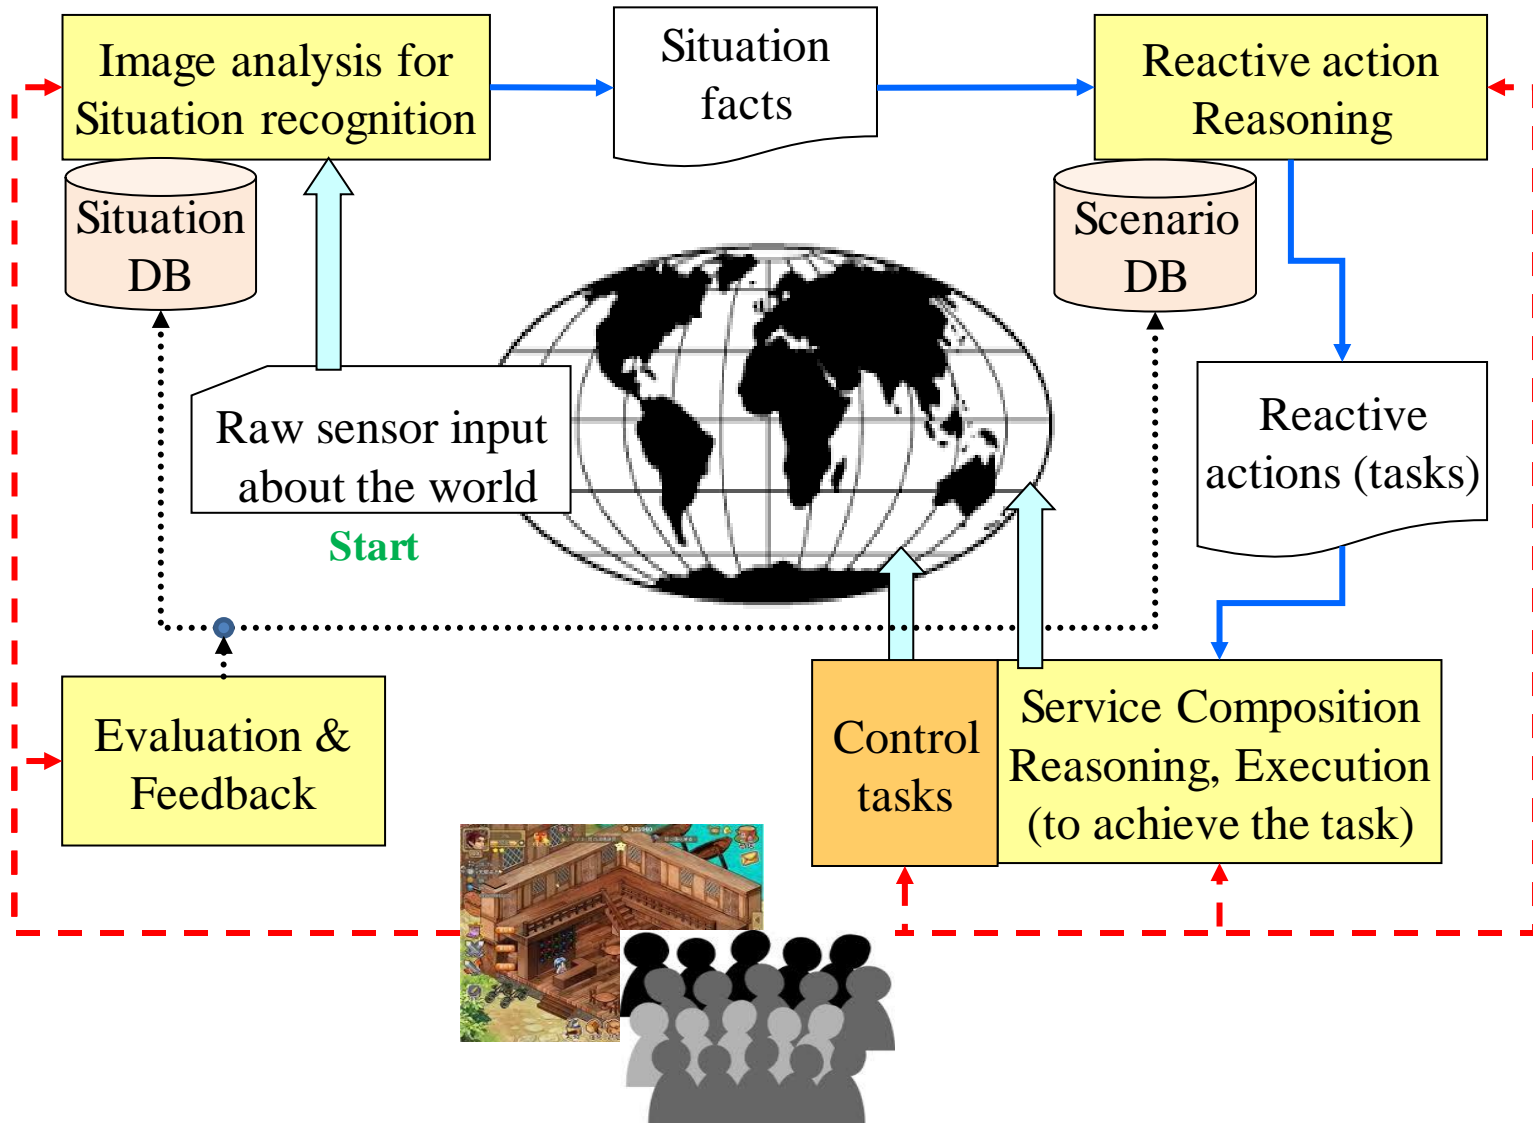 Image analysis for
Situation recognition
Situation
facts
Reactive action
Reasoning
Situation
DB
Scenario
DB
Raw sensor input
about the world
Start
Reactive
actions (tasks)
Evaluation &
Feedback
Control
tasks
Service Composition
Reasoning, Execution
(to achieve the task)